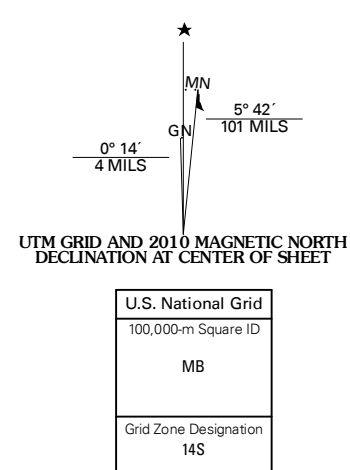 MN
GN
5° 42´
101 MILS
0° 14´
4 MILS
UTM GRID AND 2010 MAGNETIC NORTH
DECLINATION AT CENTER OF SHEET
U.S. National Grid
100,000-m Square ID
MB
Grid Zone Designation
14S